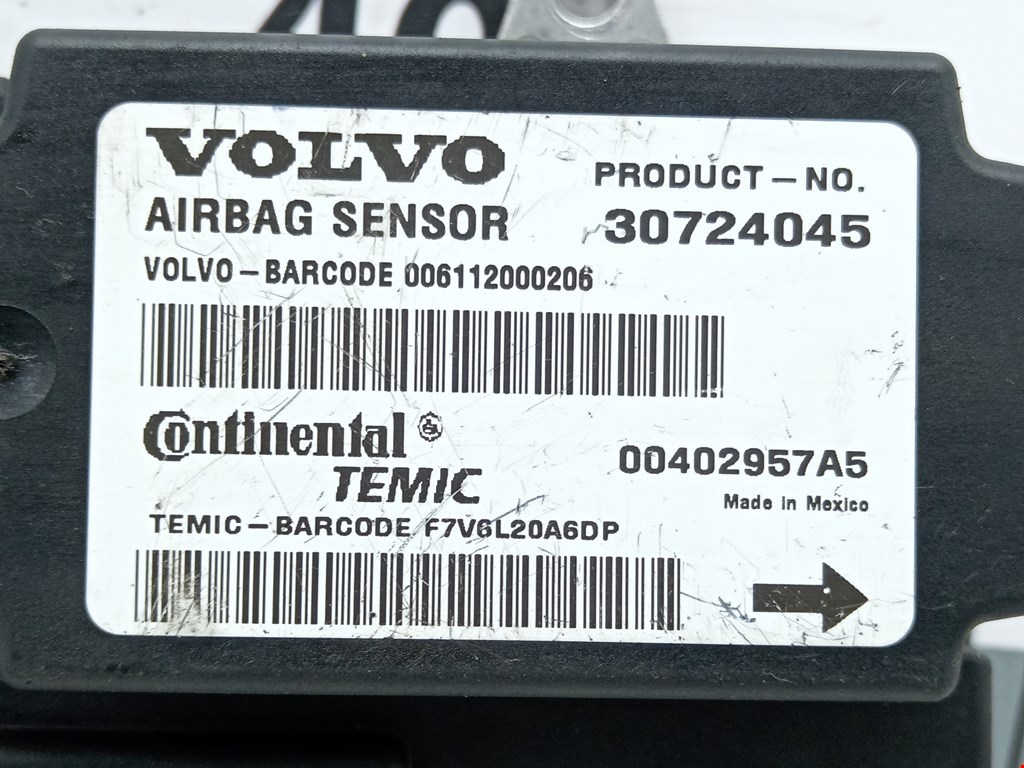 VOLVO
AIRBAG SENSOR
PRODUCT-NO.
30724045
VOLVO-BARCODE 006112000206
Continental
TEMIC
00402957A5
Made in Mexico
TEMIC-BARCODE F7V6L20A6DP